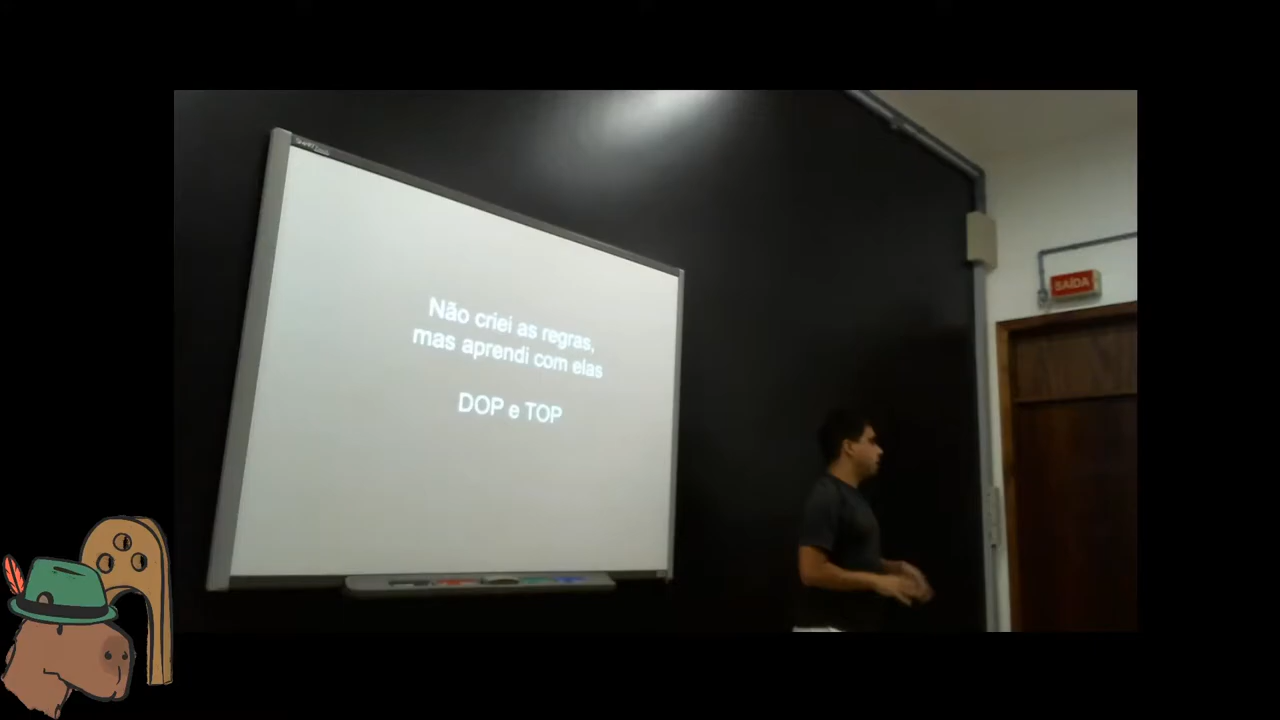 Não criei as regras,
mas aprendi com elas
DOP e TOP
SAÍDA